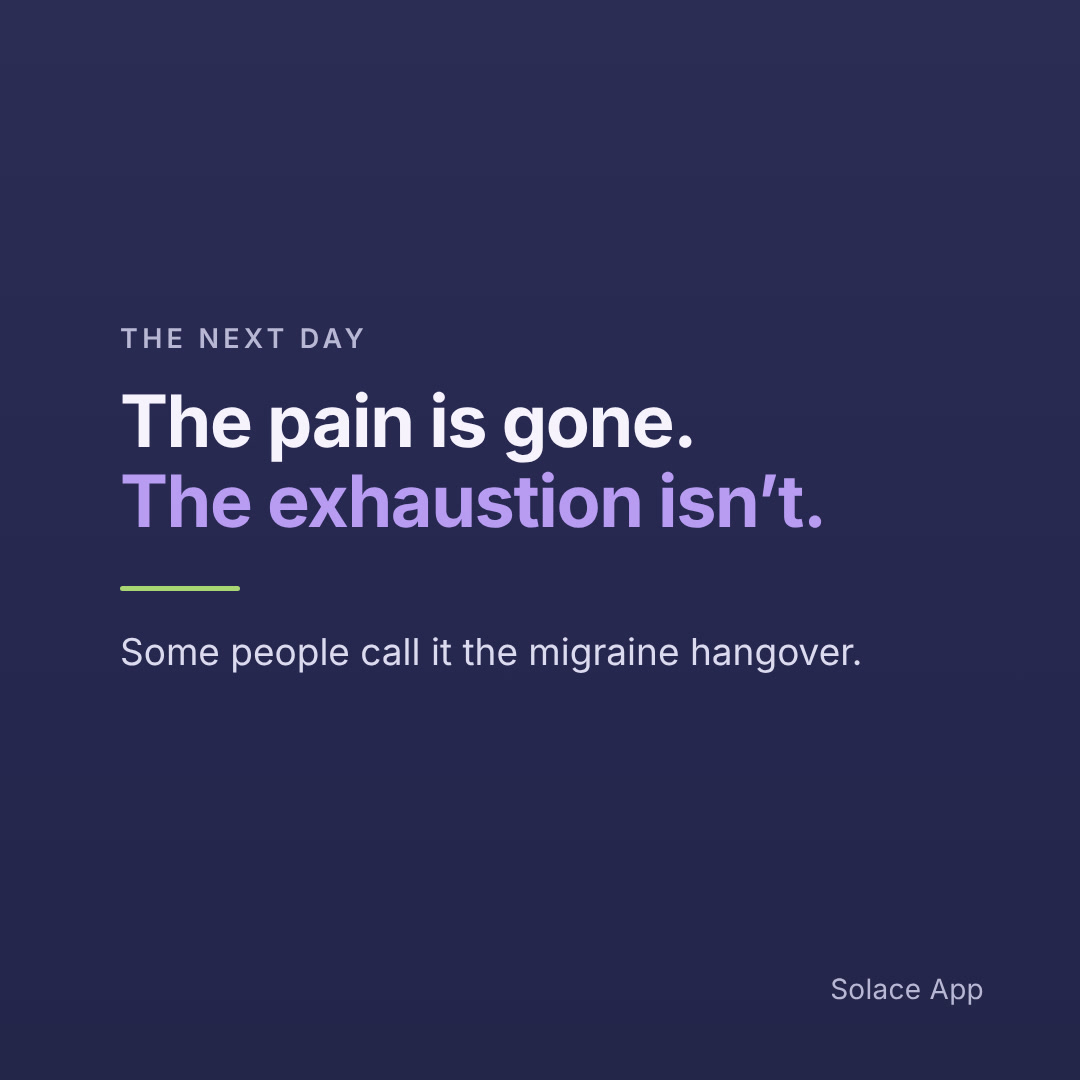 THE NEXT DAY
The pain is gone.
The exhaustion isn’t.
Some people call it the migraine hangover.
Solace App